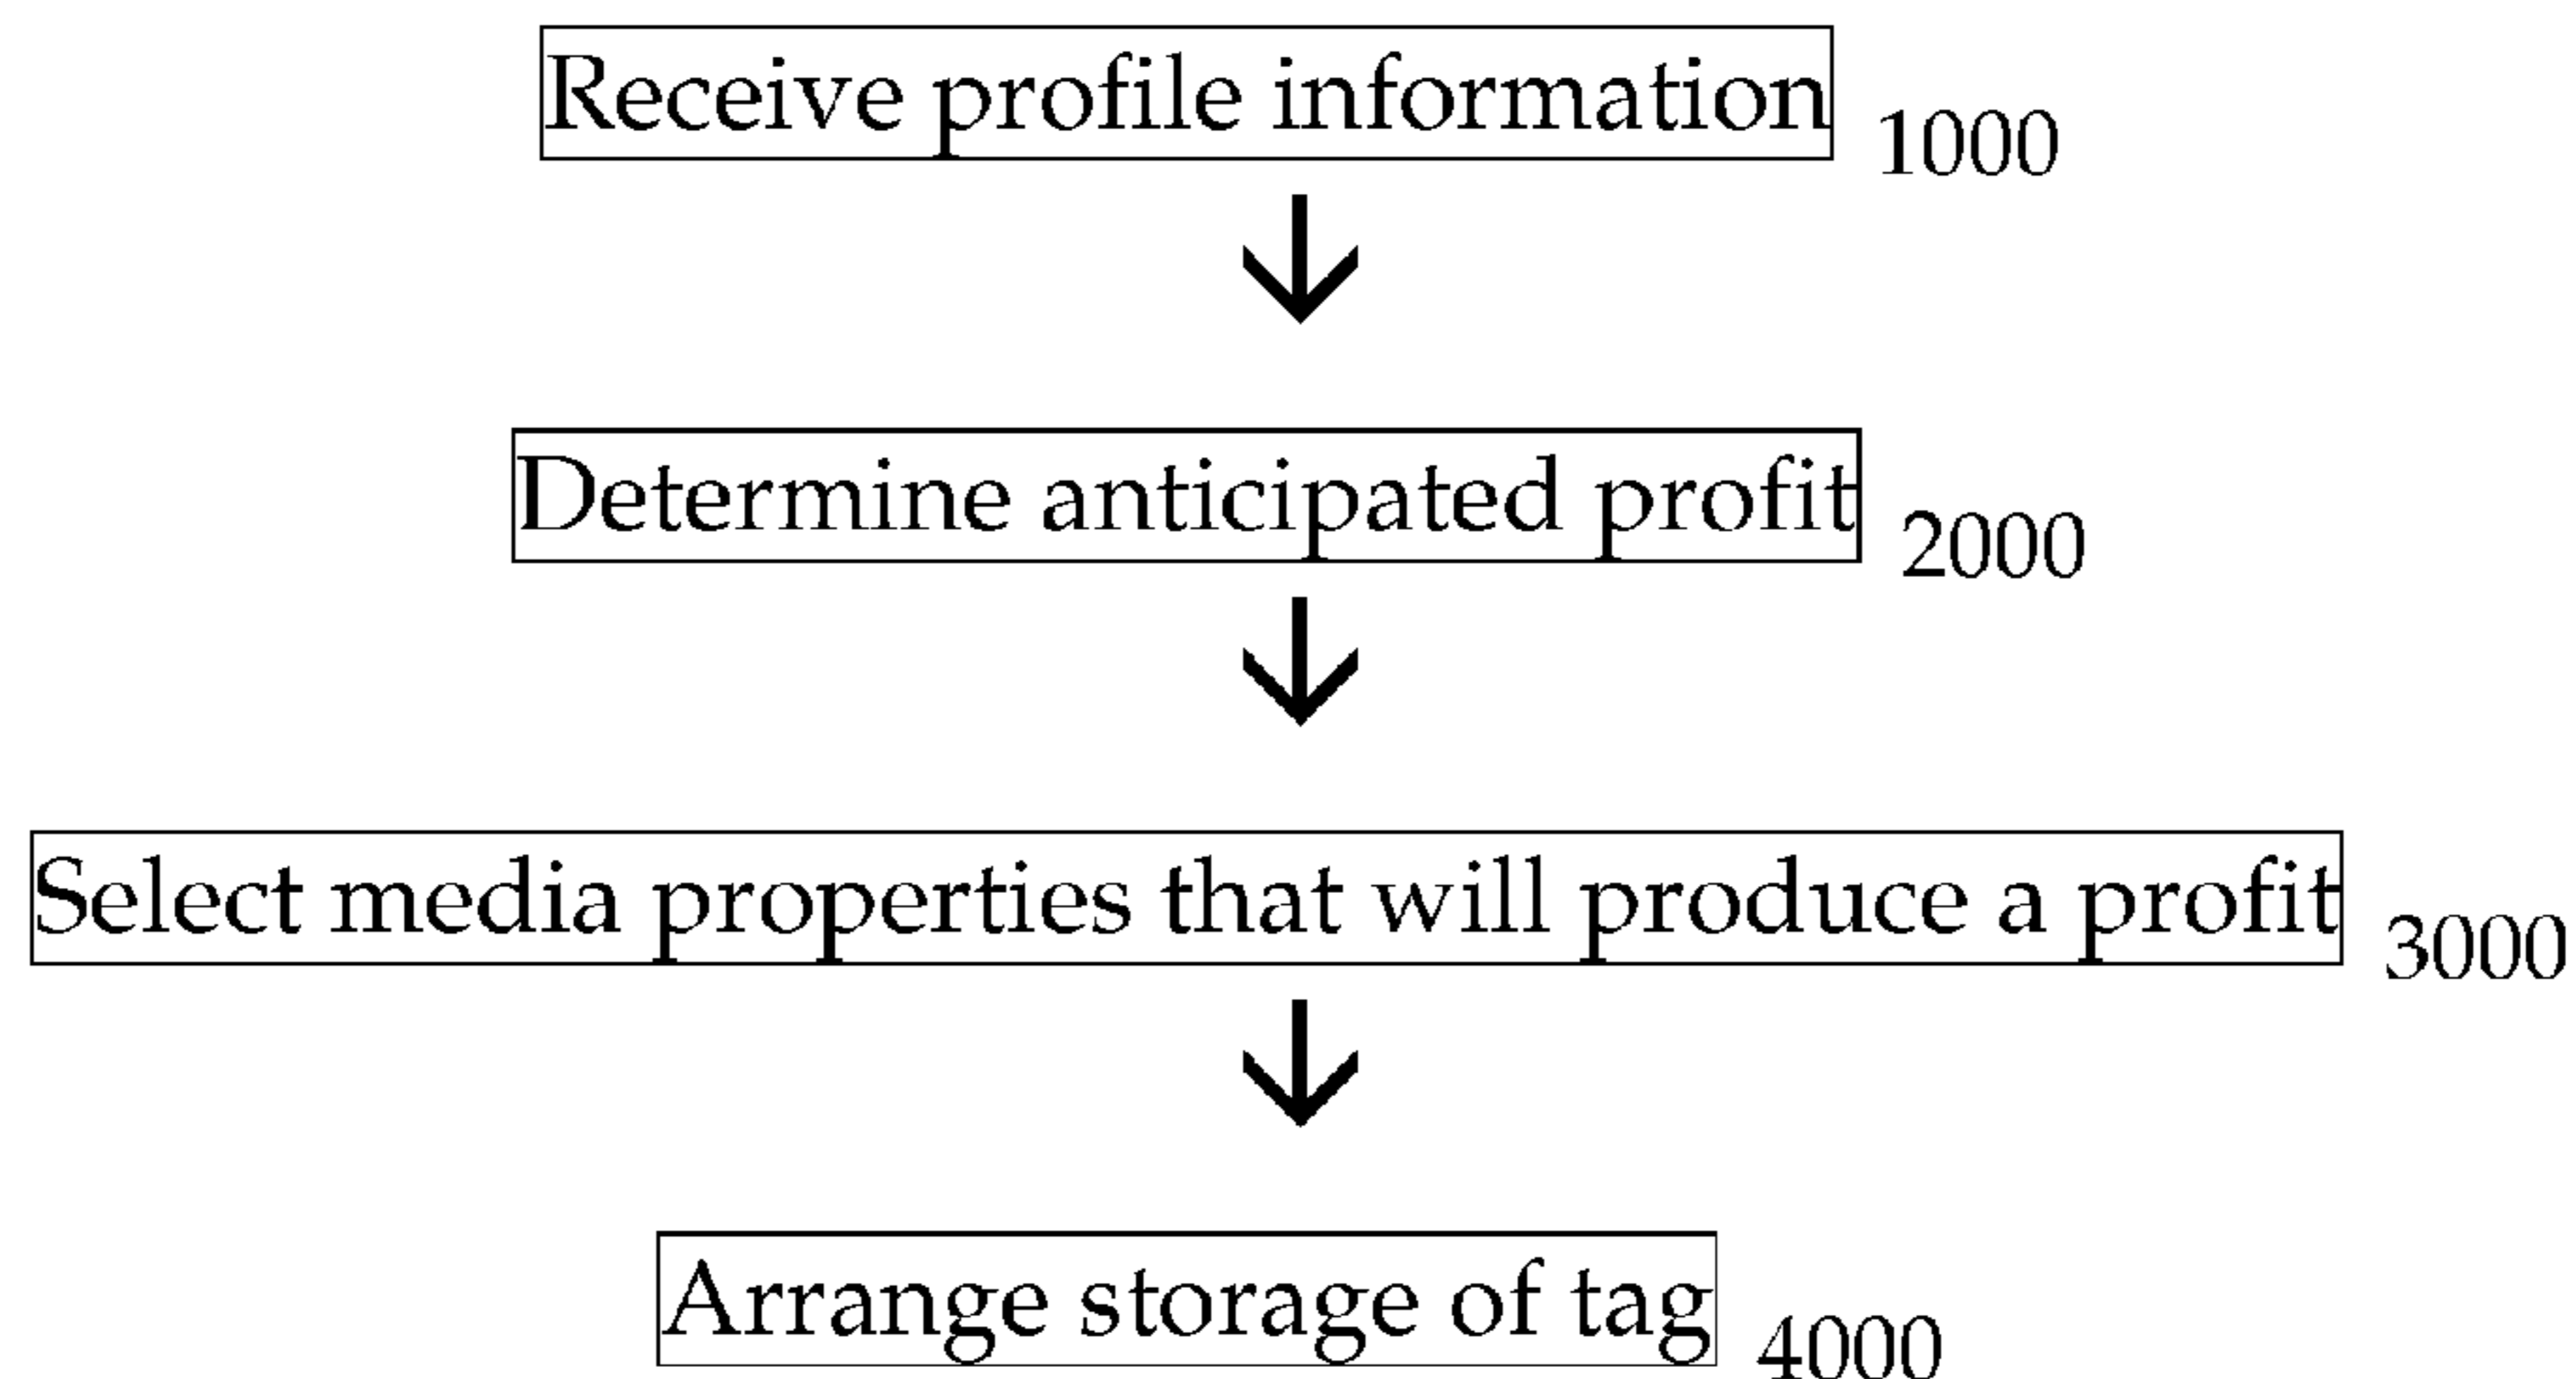 Receive profile information 1000
Determine anticipated profit 2000
Select media properties that will produce a profit 3000
Arrange storage of tag 4000